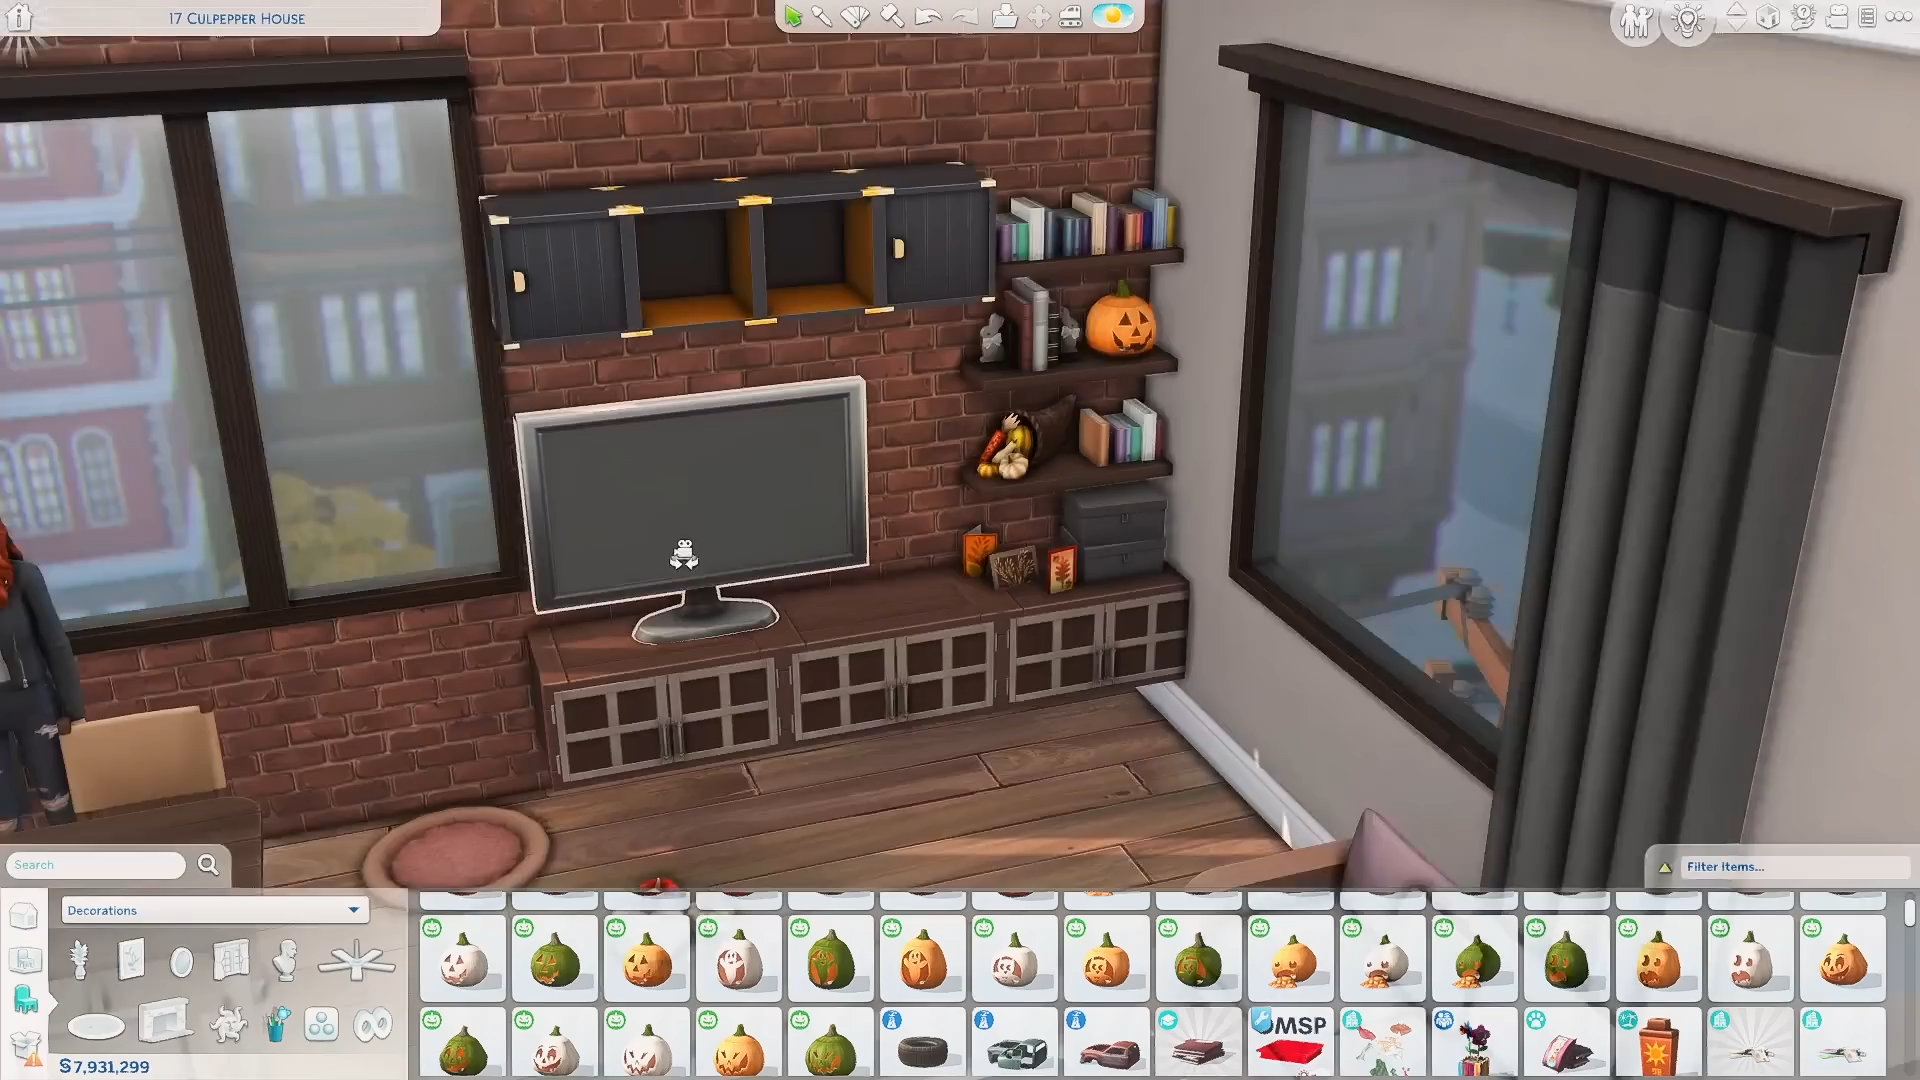 17 Culpepper House
Search
Filter Items...
Decorations
MSP
§7,931,299